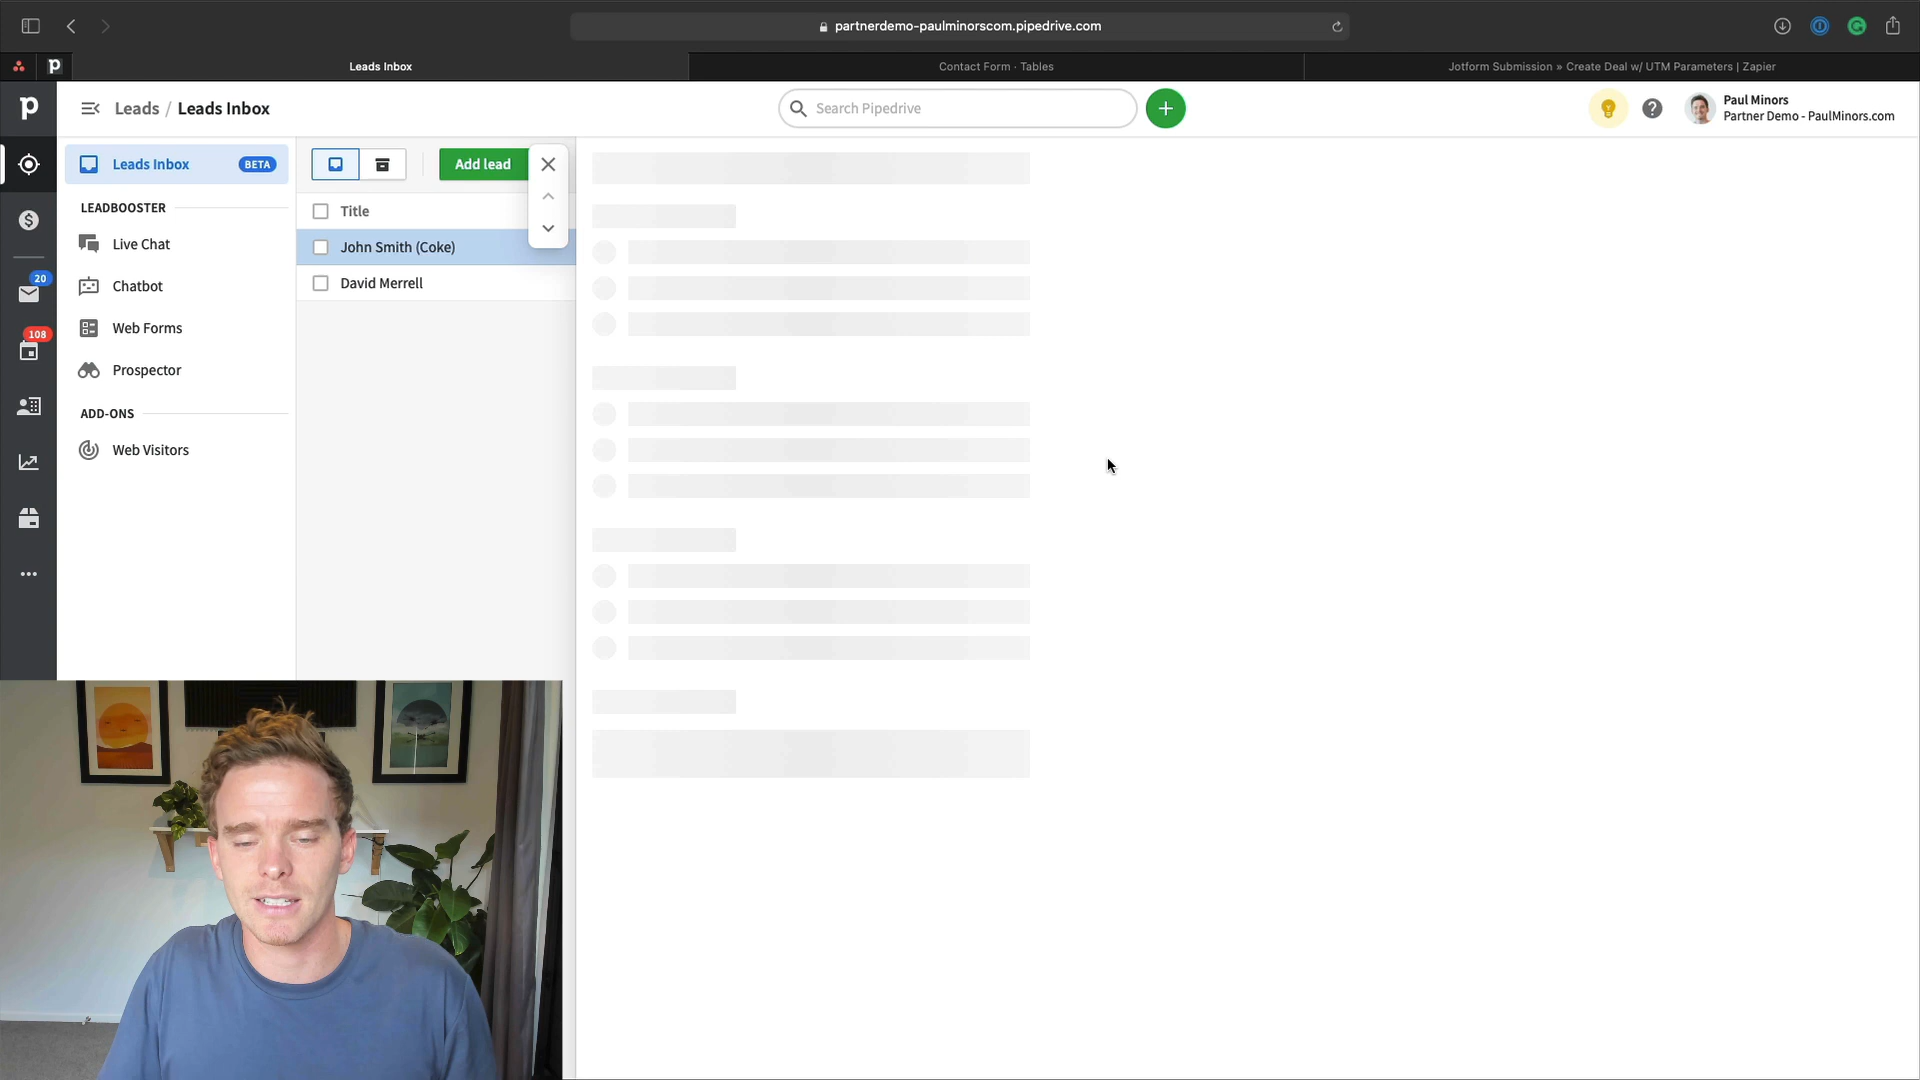 partnerdemo-paulminorscom.pipedrive.com
Leads Inbox
Contact Form · Tables
Jotform Submission » Create Deal w/ UTM Parameters | Zapier
Leads / Leads Inbox
Search Pipedrive
Paul Minors
Partner Demo - PaulMinors.com
Leads Inbox
BETA
Add lead
LEADBOOSTER
Title
Live Chat
John Smith (Coke)
Chatbot
David Merrell
20
Web Forms
108
Prospector
ADD-ONS
Web Visitors